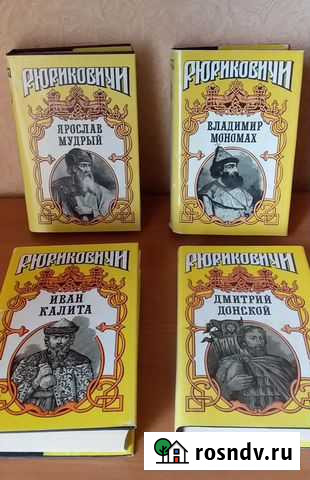 РЮРИКОВИЧИ
ЯРОСЛАВ
МУДРЫЙ
РЮРИКОВИЧИ
ВЛАДИМИР
МОНОМАХ
РЮРИКОВИЧИ
ИВАН
КАЛИТА
РЮРИКОВИЧИ
ДМИТРИЙ
ДОНСКОЙ
rosndv.ru